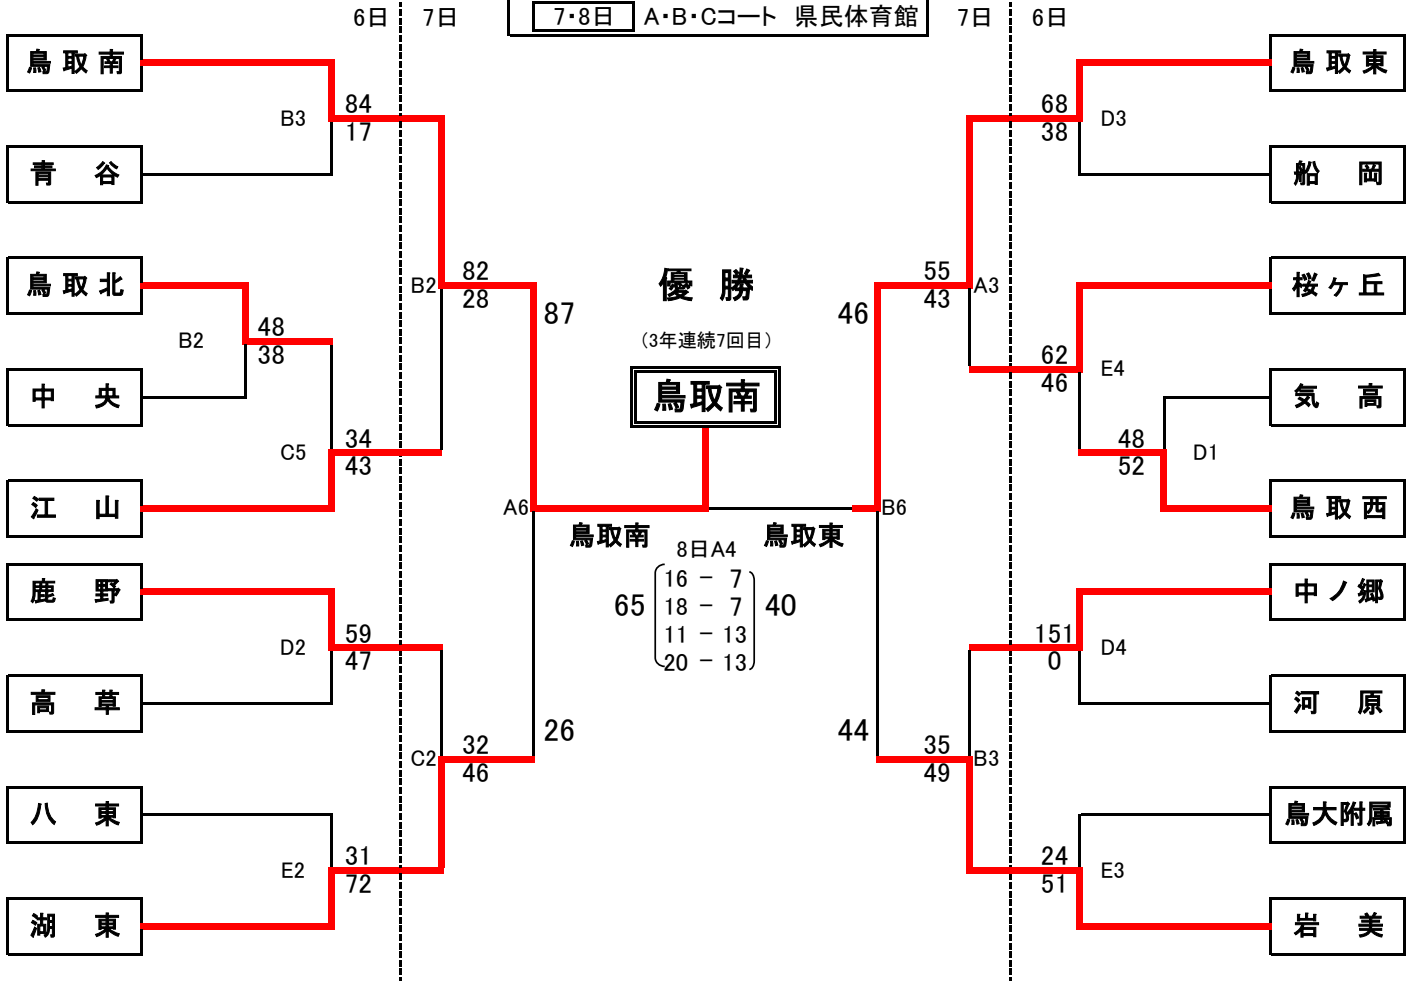 6日 7日 7・8日 A・B・Cコート 県民体育館 7日 6日
鳥取南 鳥取東
B3 84 68 D3
17 38
青谷 船岡
鳥取北 82 優勝 55 桜ヶ丘
B2 28 43 A3
B2 48 87 (3年連続7回目) 46 62 E4
38 46
中央 鳥取南 気高
C5 34 48 D1
43 52
江山 A6 B6 鳥取西
鳥取南 8日A4 鳥取東
鹿野 16 - 7 中ノ郷
65 18 - 7 40
D2 59 11 - 13 151 D4
47 20 - 13 0
高草 河原
26 44
C2 32 35 B3
46 49
八東 鳥大附属
E2 31 24 E3
72 51
湖東 岩美